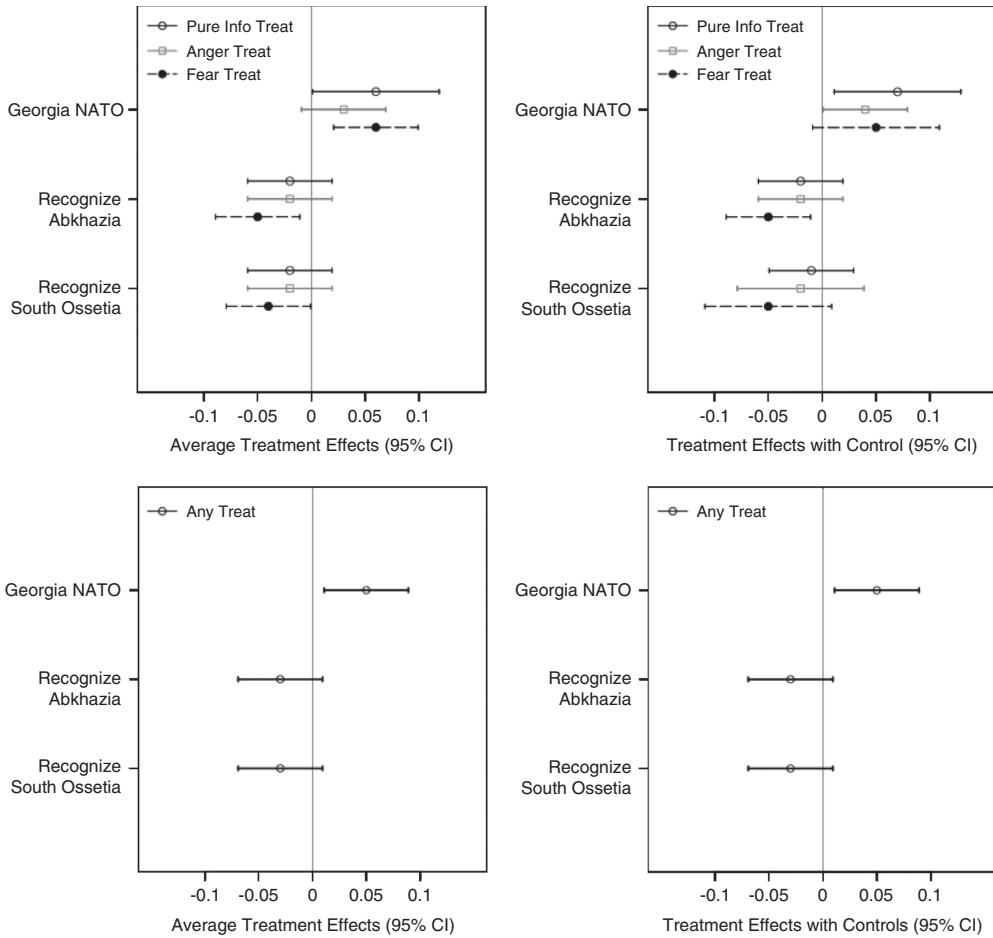 Pure Info Treat
Anger Treat
Fear Treat
Georgia NATO
Recognize
Abkhazia
Recognize
South Ossetia
-0.1 -0.05 0 0.05 0.1
Average Treatment Effects (95% CI)
Pure Info Treat
Anger Treat
Fear Treat
Georgia NATO
Recognize
Abkhazia
Recognize
South Ossetia
-0.1 -0.05 0 0.05 0.1
Treatment Effects with Control (95% CI)
Any Treat
Georgia NATO
Recognize
Abkhazia
Recognize
South Ossetia
-0.1 -0.05 0 0.05 0.1
Average Treatment Effects (95% CI)
Any Treat
Georgia NATO
Recognize
Abkhazia
Recognize
South Ossetia
-0.1 -0.05 0 0.05 0.1
Treatment Effects with Controls (95% CI)